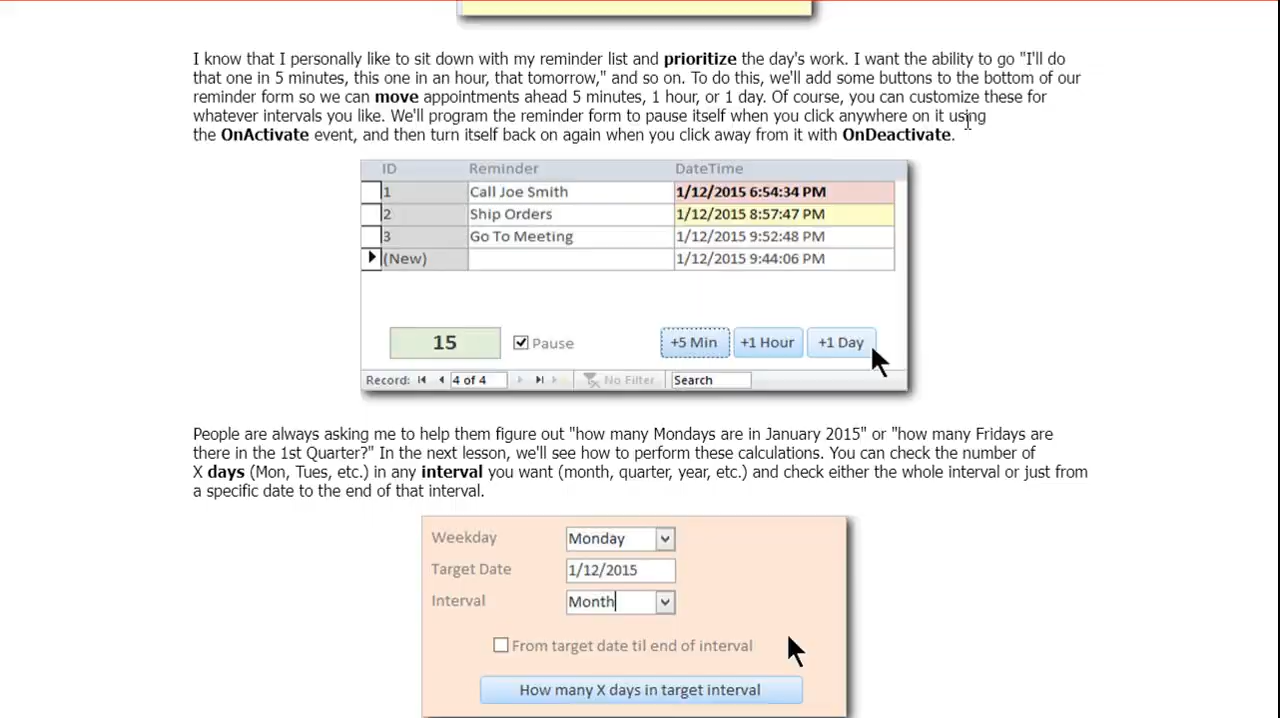 I know that I personally like to sit down with my reminder list and prioritize the day's work. I want the ability to go "I'll do
that one in 5 minutes, this one in an hour, that tomorrow," and so on. To do this, we'll add some buttons to the bottom of our
reminder form so we can move appointments ahead 5 minutes, 1 hour, or 1 day. Of course, you can customize these for
whatever intervals you like. We'll program the reminder form to pause itself when you click anywhere on it using
the OnActivate event, and then turn itself back on again when you click away from it with OnDeactivate.
ID Reminder DateTime
1 Call Joe Smith 1/12/2015 6:54:34 PM
2 Ship Orders 1/12/2015 8:57:47 PM
3 Go To Meeting 1/12/2015 9:52:48 PM
(New) 1/12/2015 9:44:06 PM
15 Pause +5 Min +1 Hour +1 Day
Record: 4 of 4 No Filter Search
People are always asking me to help them figure out "how many Mondays are in January 2015" or "how many Fridays are
there in the 1st Quarter?" In the next lesson, we'll see how to perform these calculations. You can check the number of
X days (Mon, Tues, etc.) in any interval you want (month, quarter, year, etc.) and check either the whole interval or just from
a specific date to the end of that interval.
Weekday Monday
Target Date 1/12/2015
Interval Month
From target date til end of interval
How many X days in target interval